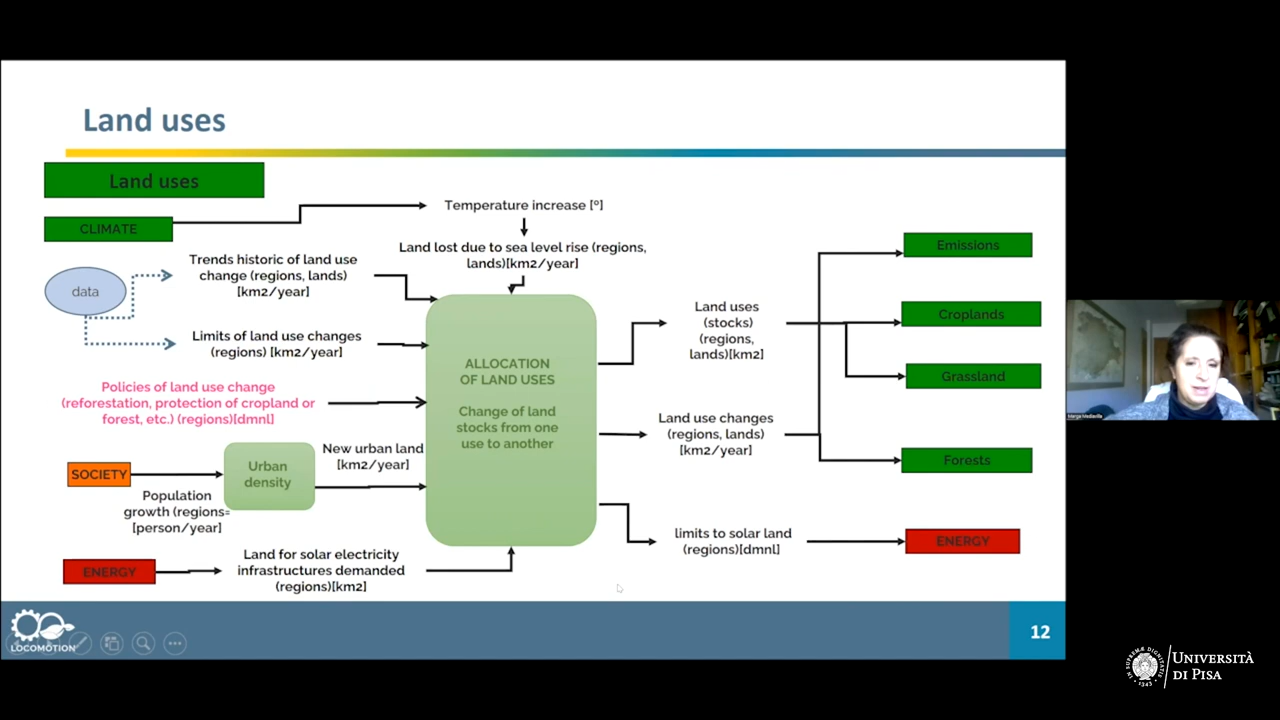 Land uses
Land uses
CLIMATE
Temperature increase [º]
Land lost due to sea level rise (regions,
lands)[km2/year]
data
Trends historic of land use
change (regions, lands)
[km2/year]
Limits of land use changes
(regions) [km2/year]
Policies of land use change
(reforestation, protection of cropland or
forest, etc.) (regions)[dmnl]
SOCIETY
Population
growth (regions=
[person/year]
Urban
density
New urban land
[km2/year]
ENERGY
Land for solar electricity
infrastructures demanded
(regions)[km2]
ALLOCATION
OF LAND USES
Change of land
stocks from one
use to another
Land uses
(stocks)
(regions,
lands)[km2]
Land use changes
(regions, lands)
[km2/year]
limits to solar land
(regions)[dmnl]
Emissions
Croplands
Grassland
Forests
ENERGY
LOCOMOTION
12
Marga Mediavilla
UNIVERSITÀ
DI PISA
IN SUPREMÆ DIGNITATIS
1343